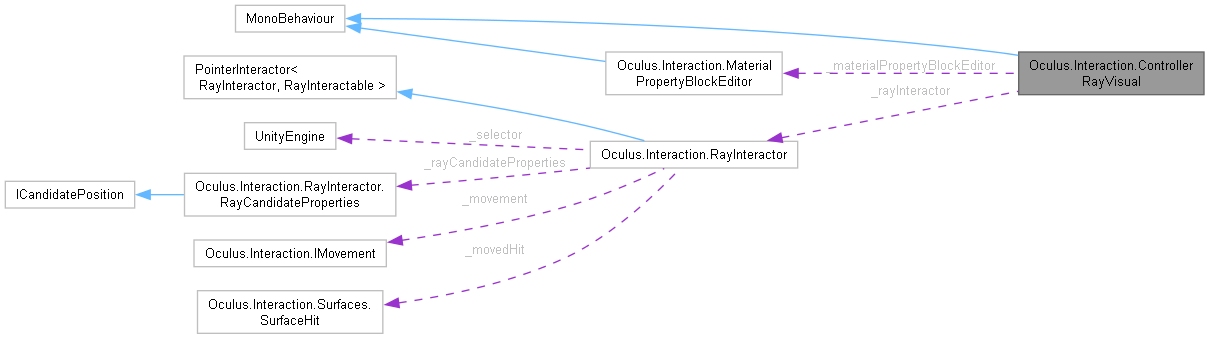 MonoBehaviour
PointerInteractor<
RayInteractor, RayInteractable >
Oculus.Interaction.Material
PropertyBlockEditor
_materialPropertyBlockEditor
Oculus.Interaction.Controller
RayVisual
_rayInteractor
UnityEngine
_selector
Oculus.Interaction.RayInteractor
_rayCandidateProperties
ICandidatePosition
Oculus.Interaction.RayInteractor.
RayCandidateProperties
_movement
Oculus.Interaction.IMovement
_movedHit
Oculus.Interaction.Surfaces.
SurfaceHit